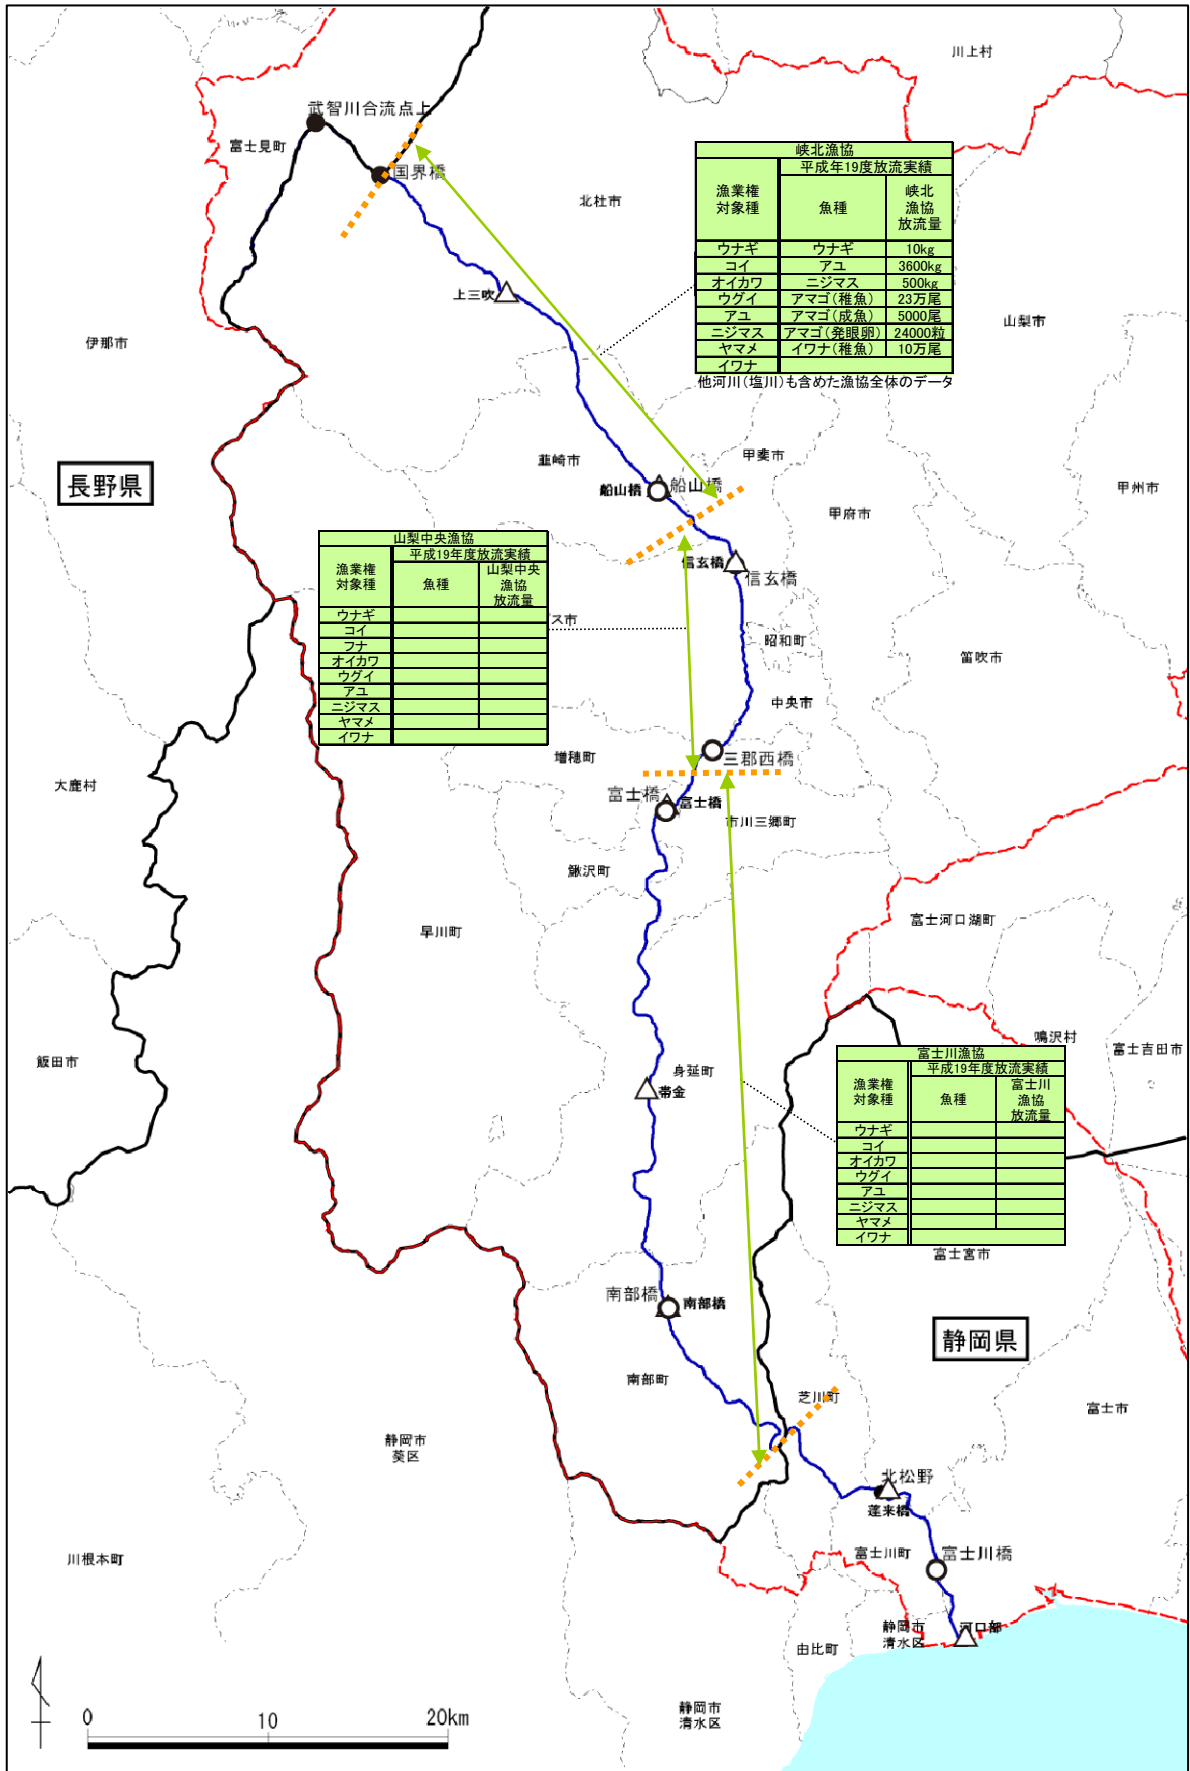 川上村
武智川合流点上
富士見町
国界橋
北杜市
峡北漁協
漁業権対象種 平成年19度放流実績
魚種 峡北漁協放流量
ウナギ ウナギ 10kg
コイ アユ 3600kg
オイカワ ニジマス 500kg
ウグイ アマゴ(稚魚) 23万尾
アユ アマゴ(成魚) 5000尾
ニジマス アマゴ(発眼卵) 24000粒
ヤマメ イワナ(稚魚) 10万尾
イワナ
他河川(塩川)も含めた漁協全体のデータ
上三吹
山梨市
伊那市
韮崎市
甲斐市
長野県
船山橋
船山橋
甲州市
甲府市
山梨中央漁協
漁業権対象種 平成19年度放流実績
魚種 山梨中央漁協放流量
ウナギ
コイ
フナ
オイカワ
ウグイ
アユ
ニジマス
ヤマメ
イワナ
ス市
信玄橋
信玄橋
昭和町
笛吹市
中央市
増穂町
三郡西橋
大鹿村
富士橋
富士橋
市川三郷町
鰍沢町
早川町
富士河口湖町
鳴沢村
富士吉田市
飯田市
身延町
帯金
富士川漁協
漁業権対象種 平成19年度放流実績
魚種 富士川漁協放流量
ウナギ
コイ
オイカワ
ウグイ
アユ
ニジマス
ヤマメ
イワナ
富士宮市
南部橋
南部橋
静岡県
南部町
芝川町
富士市
静岡市
葵区
北松野
蓬来橋
川根本町
富士川町
富士川橋
静岡市
清水区
河口部
由比町
静岡市
清水区
0 10 20km